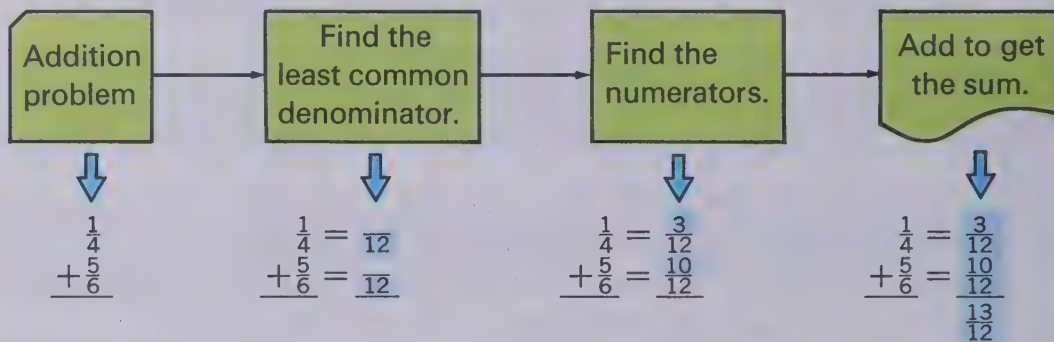 Addition
problem
Find the
least common
denominator.
Find the
numerators.
Add to get
the sum.
1/4
+ 5/6
1/4 = /12
+ 5/6 = /12
1/4 = 3/12
+ 5/6 = 10/12
1/4 = 3/12
+ 5/6 = 10/12
13/12